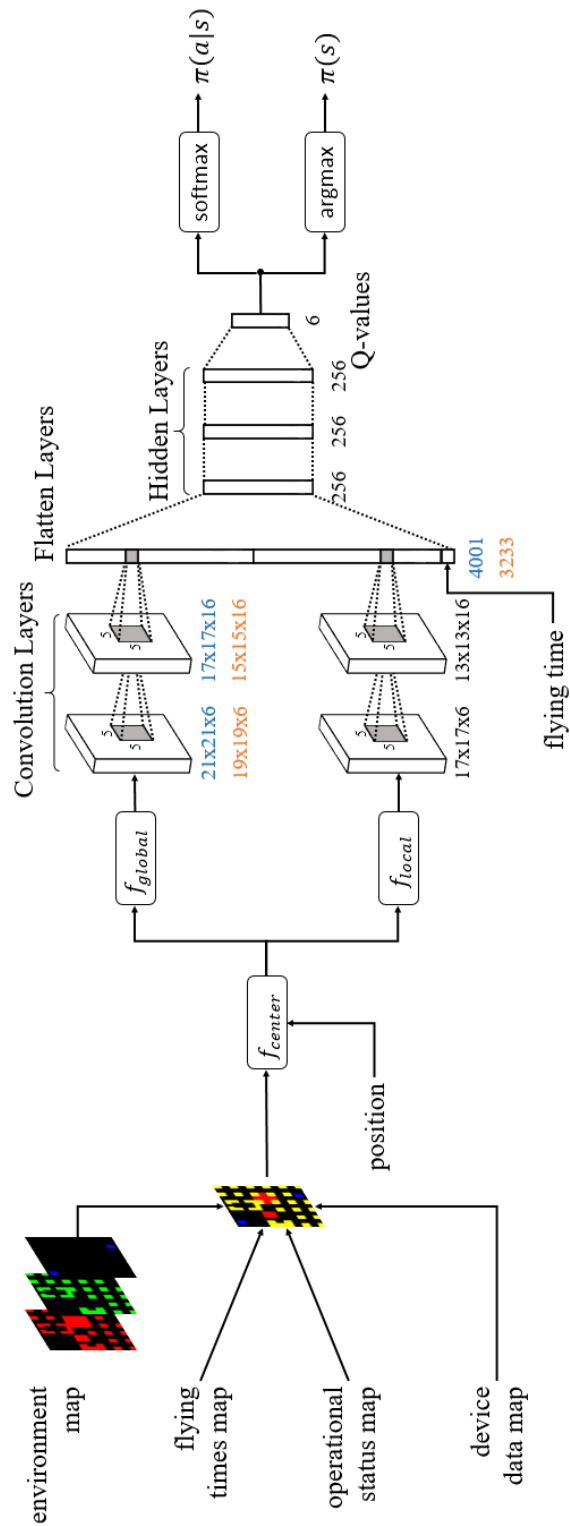 environment
map
flying
times map
operational
status map
device
data map
position
f_center
f_global
f_local
Convolution Layers
5
5
5
5
21x21x6
19x19x6
17x17x16
15x15x16
5
5
5
5
17x17x6
13x13x16
flying time
Flatten Layers
4001
3233
Hidden Layers
256
256
256
6
Q-values
softmax
π(a|s)
argmax
π(s)